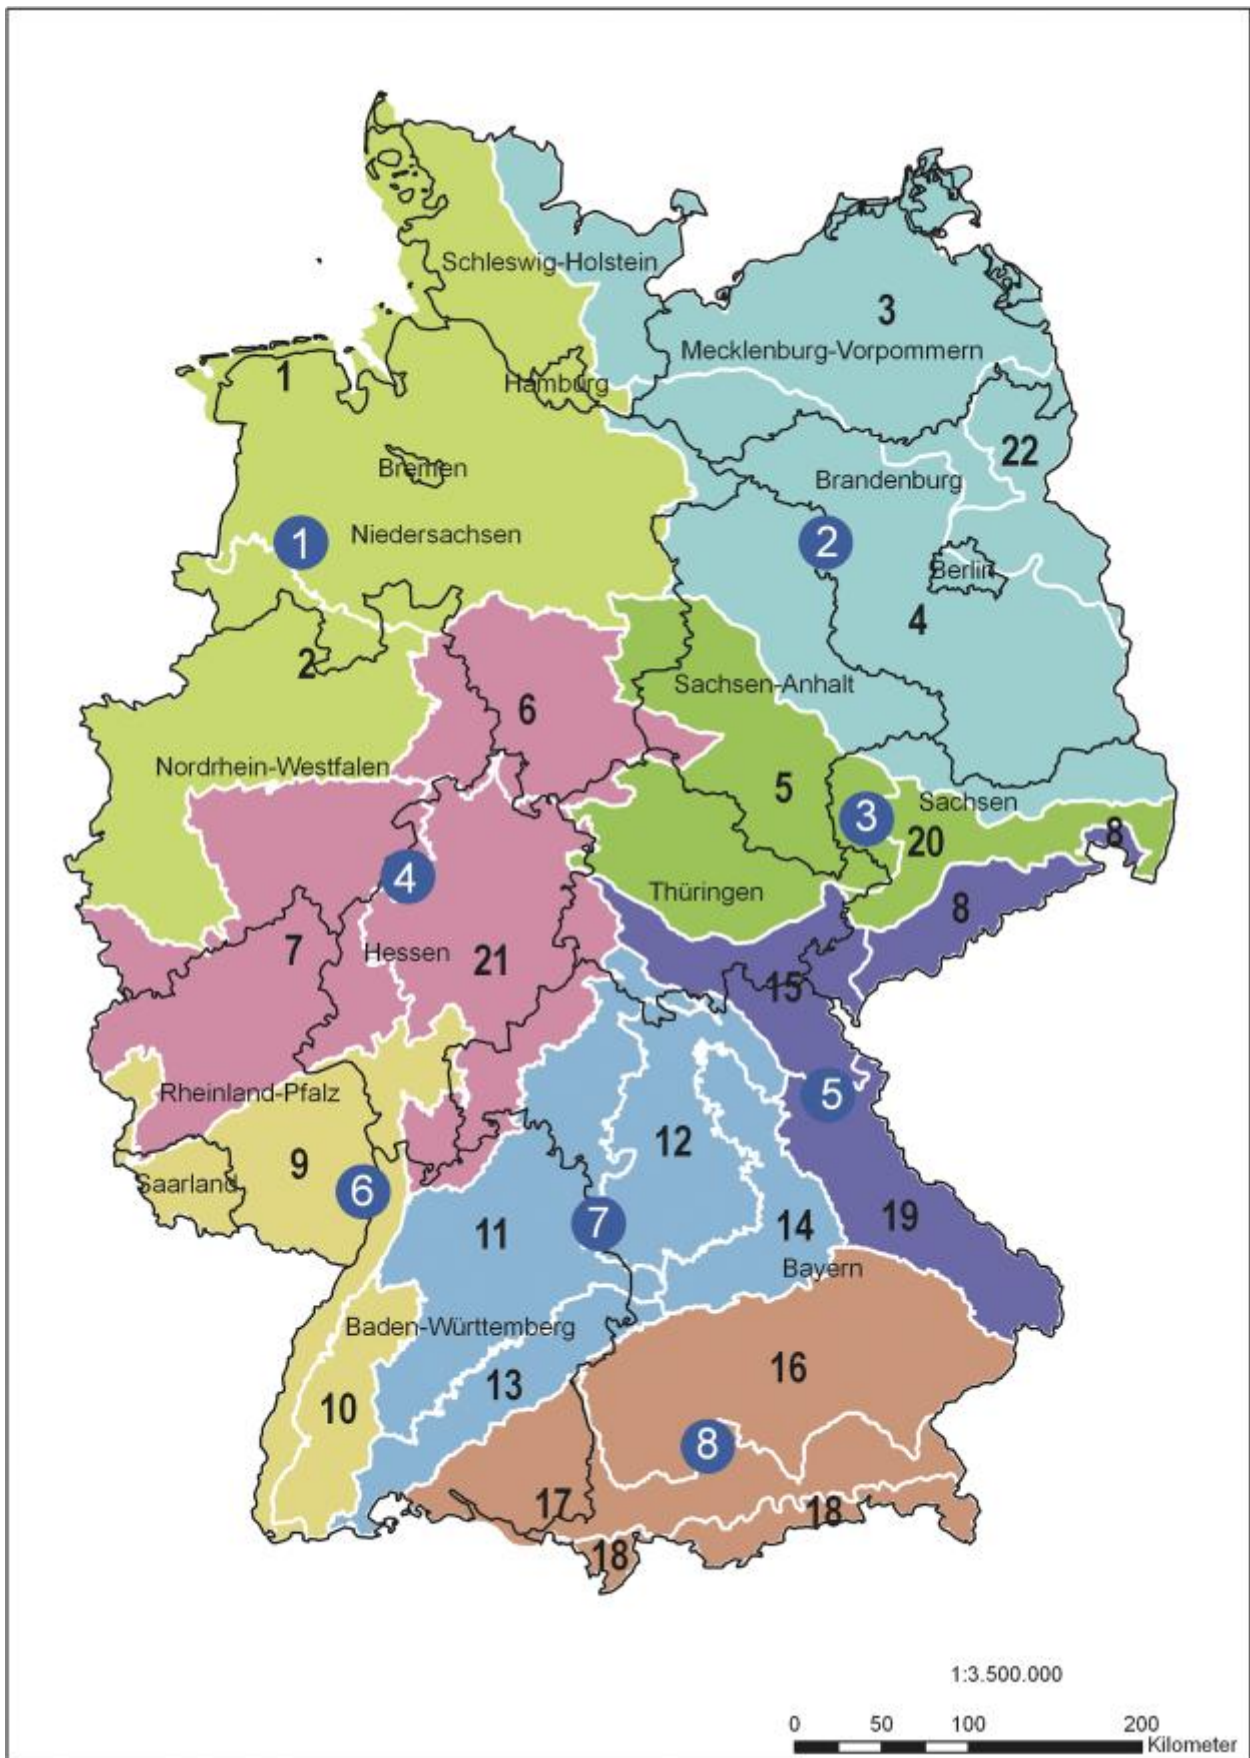 Schleswig-Holstein
3
Mecklenburg-Vorpommern
1
Hamburg
22
Bremen
Brandenburg
1
Niedersachsen
2
Berlin
4
2
Sachsen-Anhalt
6
Nordrhein-Westfalen
5
Sachsen
3
20
8
4
Thüringen
8
7
Hessen
21
15
Rheinland-Pfalz
5
12
9
Saarland
6
11
7
14
19
Bayern
Baden-Württemberg
16
13
10
8
17
18
18
1:3.500.000
0 50 100 200
Kilometer